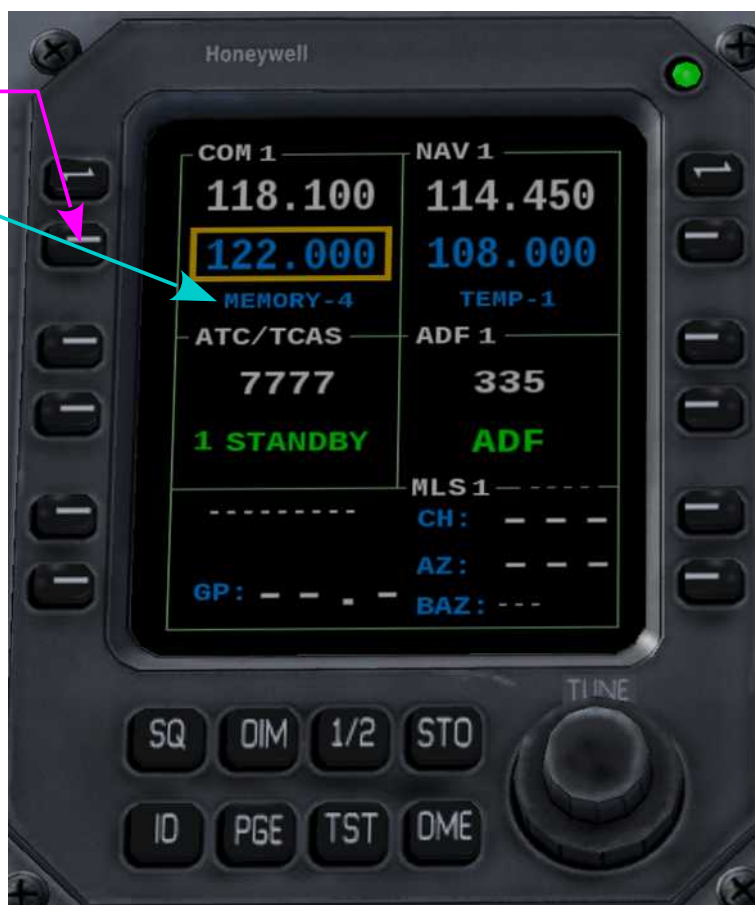 Honeywell
COM 1 NAV 1
118.100 114.450
122.000 108.000
MEMORY-4 TEMP-1
ATC/TCAS ADF 1
7777 335
1 STANDBY ADF
MLS 1 -----
--------- CH: - - -
AZ: - - -
GP: - - . - BAZ: ---
TUNE
SQ DIM 1/2 STO
ID PGE TST DME